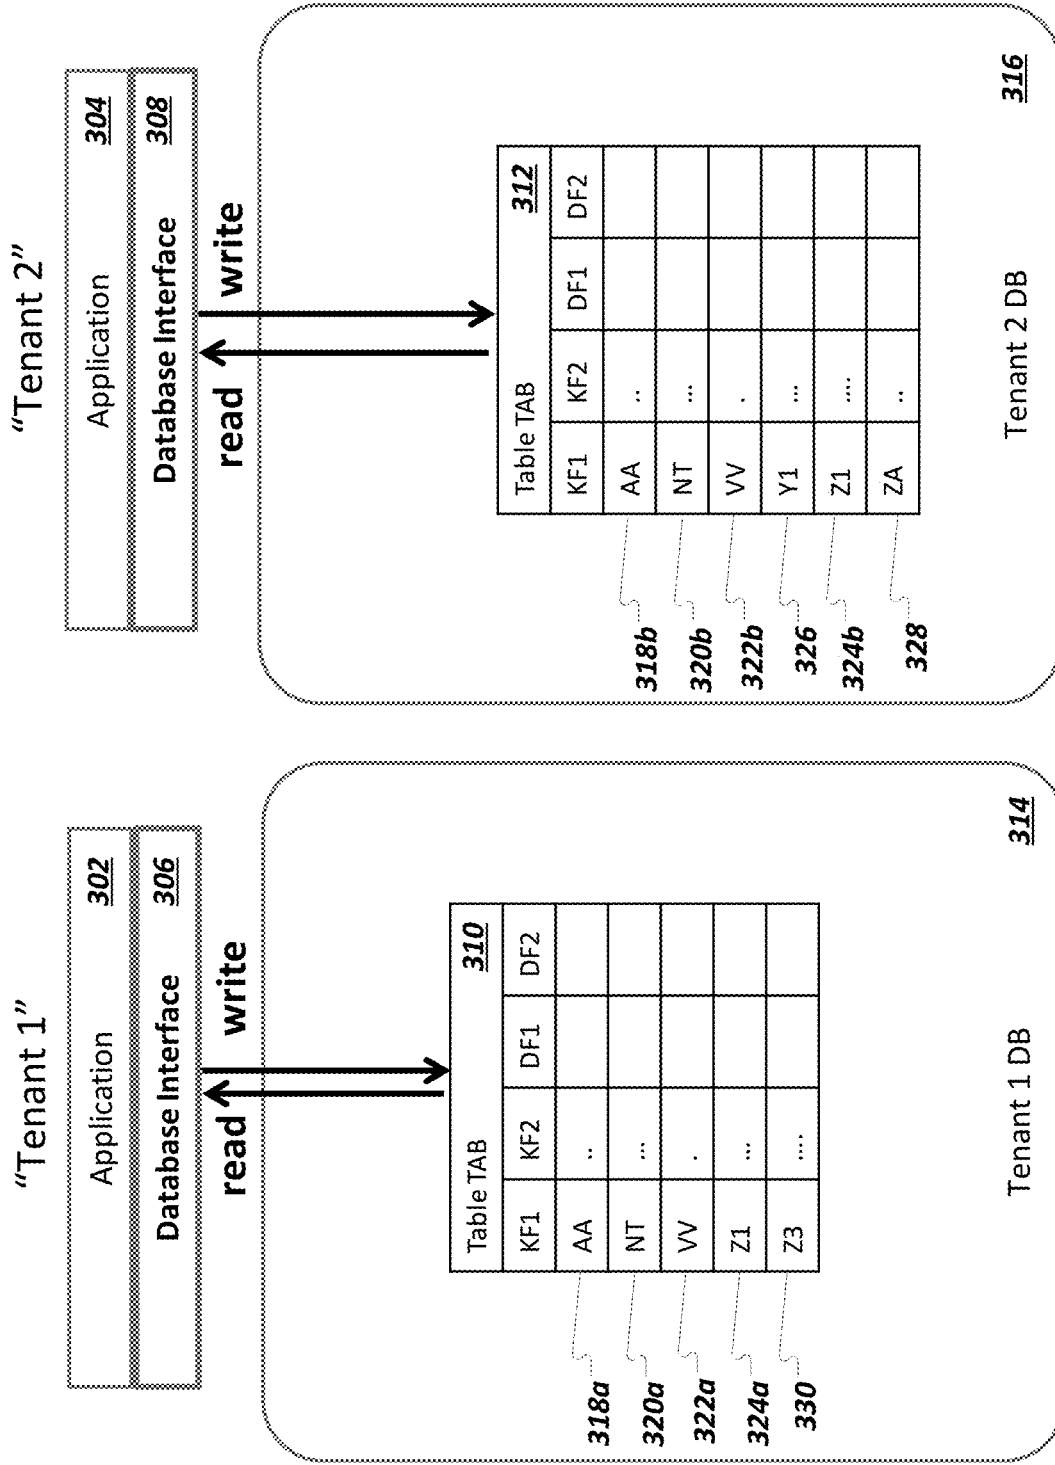 “Tenant 1”
Application 302
Database Interface 306
read write
Table TAB 310
KF1 KF2 DF1 DF2
318a AA ..
320a NT ...
322a VV .
324a Z1 ...
330 Z3 ....
Tenant 1 DB
314
“Tenant 2”
Application 304
Database Interface 308
read write
Table TAB 312
KF1 KF2 DF1 DF2
318b AA ..
320b NT ...
322b VV .
326 Y1 ...
324b Z1 ....
328 ZA ..
Tenant 2 DB
316